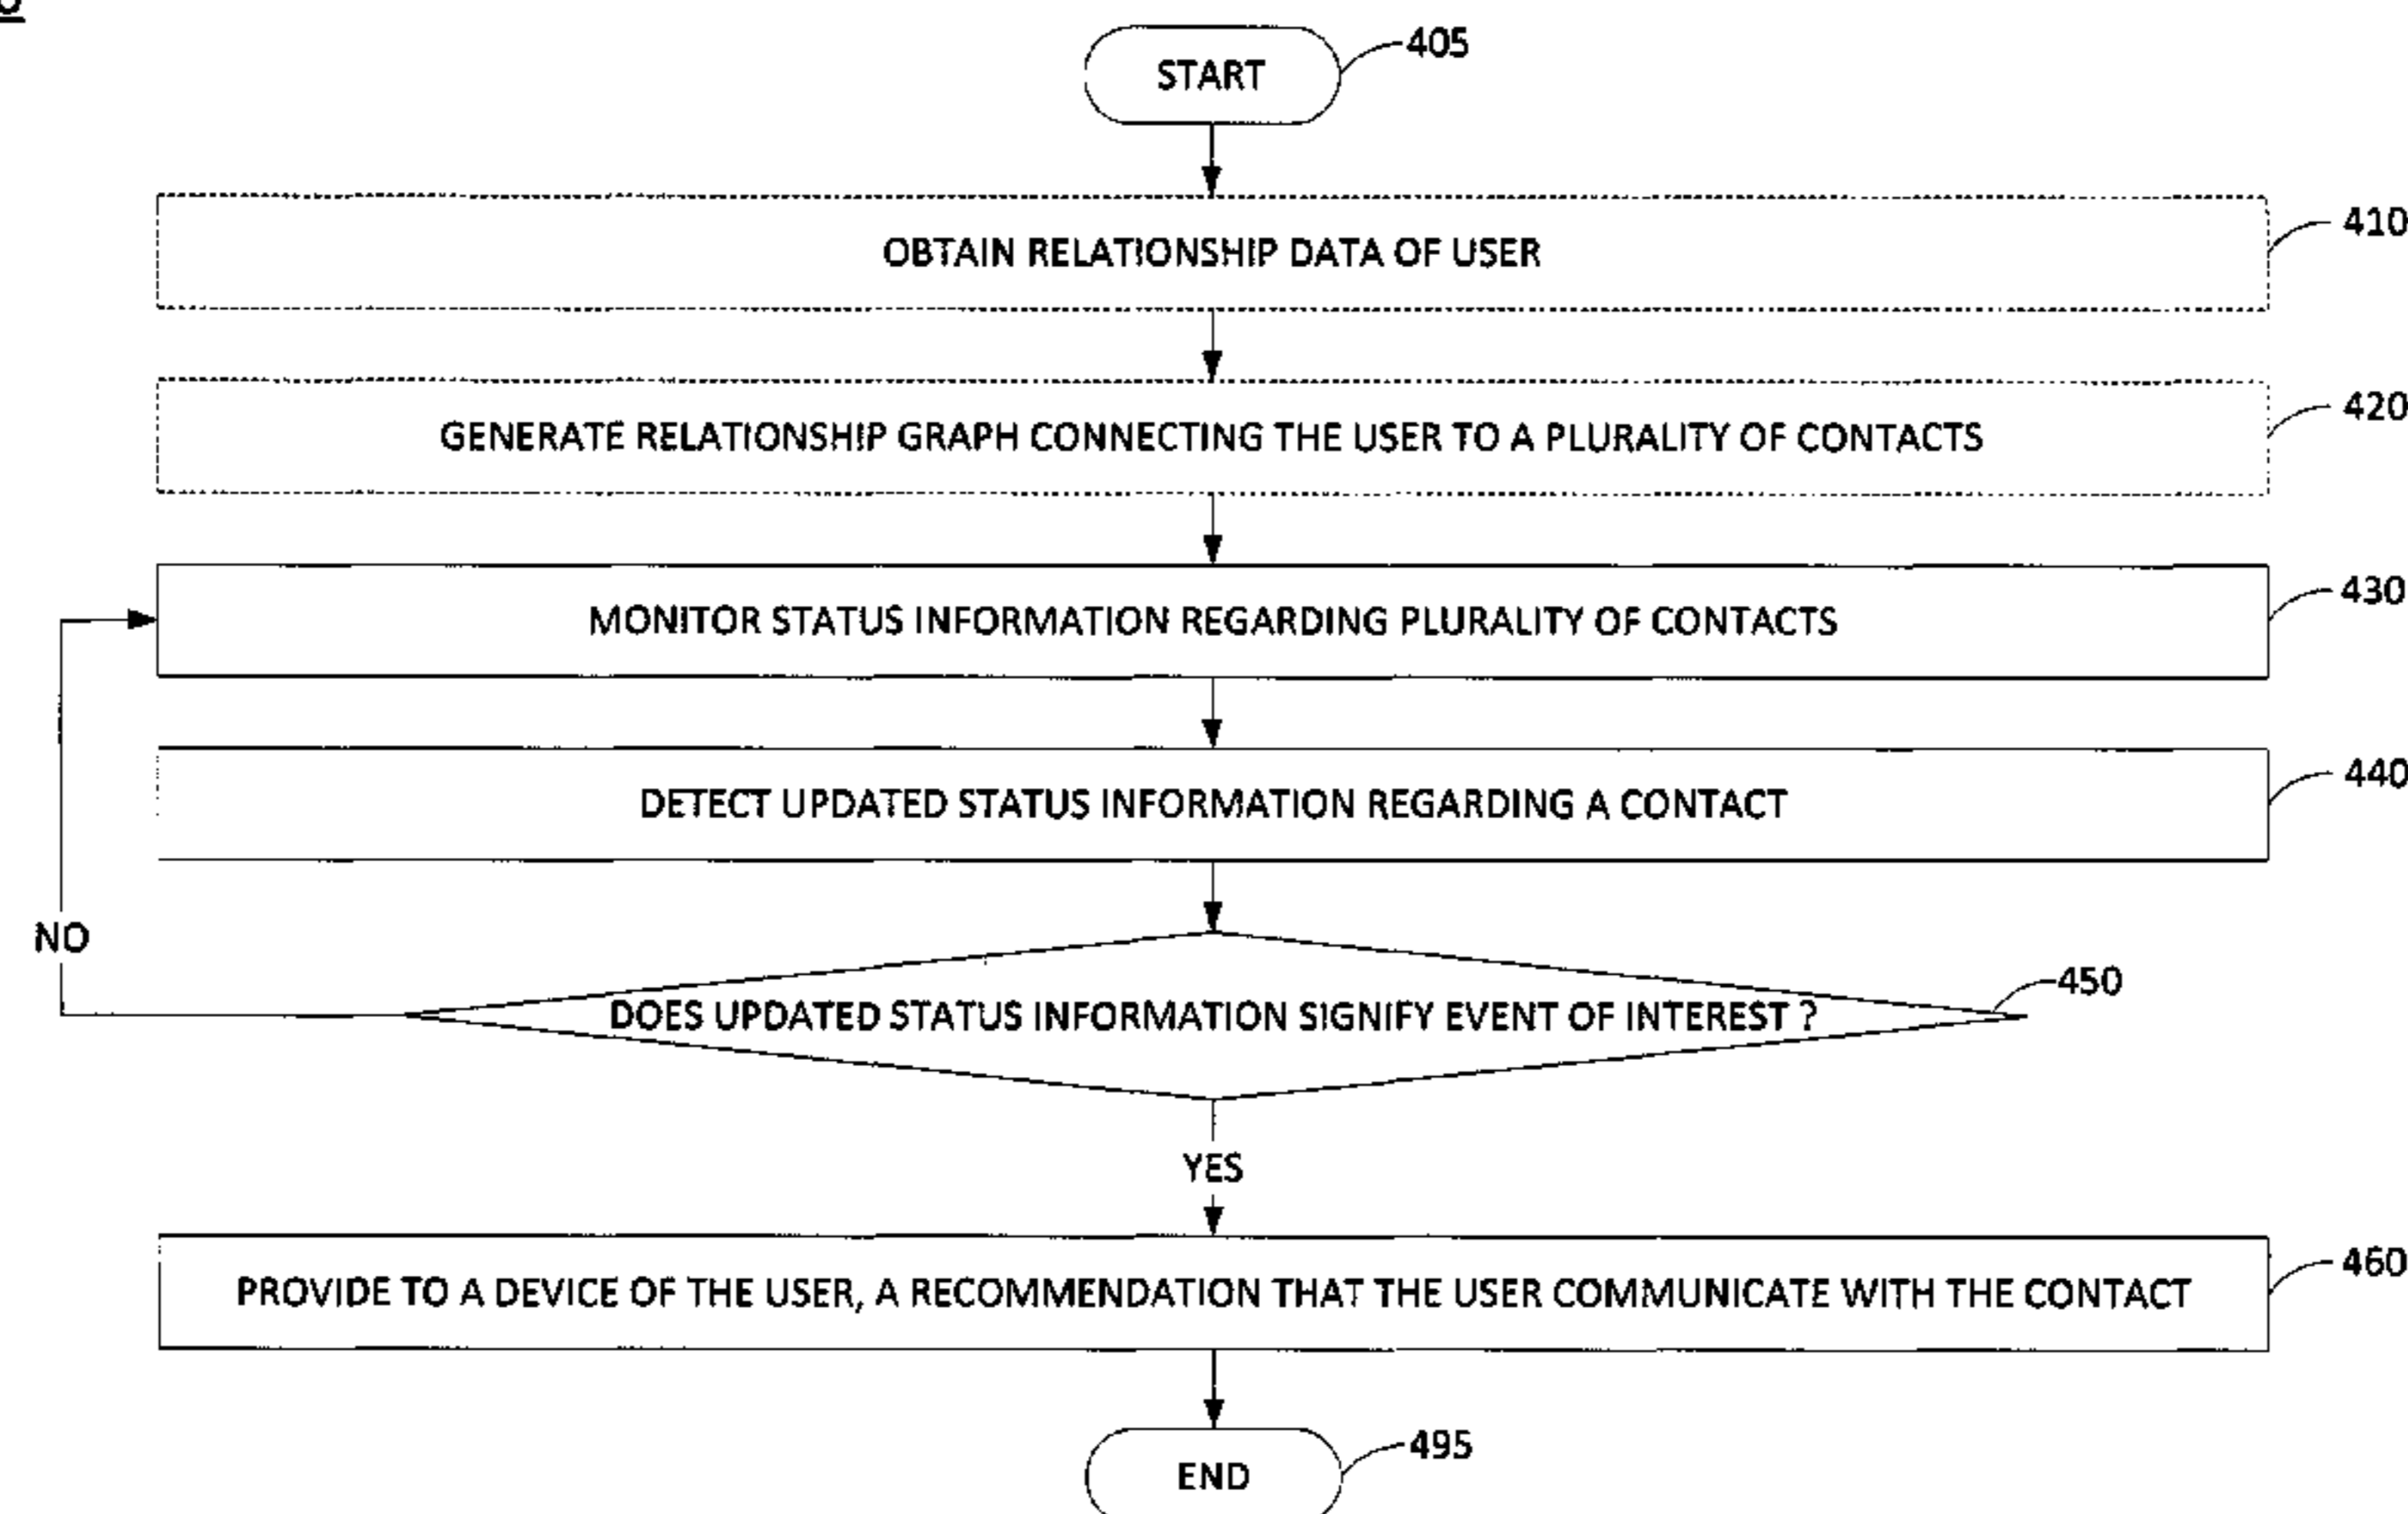 START
405
OBTAIN RELATIONSHIP DATA OF USER
410
GENERATE RELATIONSHIP GRAPH CONNECTING THE USER TO A PLURALITY OF CONTACTS
420
MONITOR STATUS INFORMATION REGARDING PLURALITY OF CONTACTS
430
DETECT UPDATED STATUS INFORMATION REGARDING A CONTACT
440
NO
DOES UPDATED STATUS INFORMATION SIGNIFY EVENT OF INTEREST ?
450
YES
PROVIDE TO A DEVICE OF THE USER, A RECOMMENDATION THAT THE USER COMMUNICATE WITH THE CONTACT
460
END
495